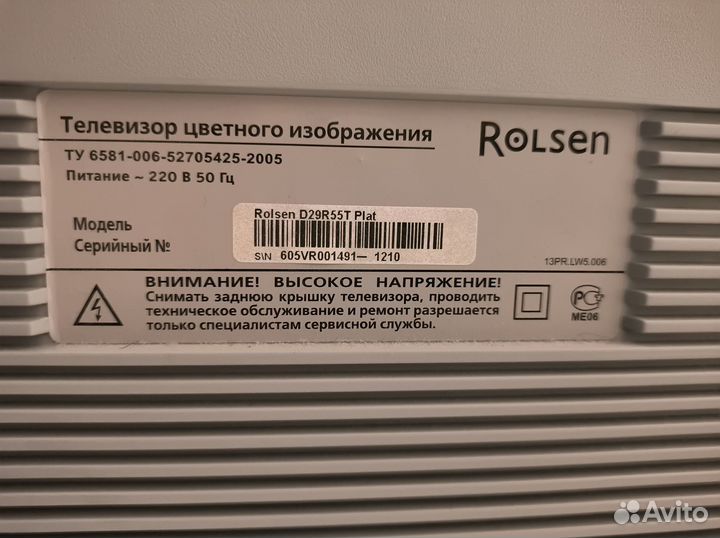 Телевизор цветного изображения
ROLSEN
ТУ 6581-006-52705425-2005
Питание ~ 220 В 50 Гц
Модель
Серийный №
Rolsen D29R55T Plat
S\N 605VR001491— 1210
13PR.LW5.006
ВНИМАНИЕ! ВЫСОКОЕ НАПРЯЖЕНИЕ!
Снимать заднюю крышку телевизора, проводить
техническое обслуживание и ремонт разрешается
только специалистам сервисной службы.
РСТ
МЕ06
Avito